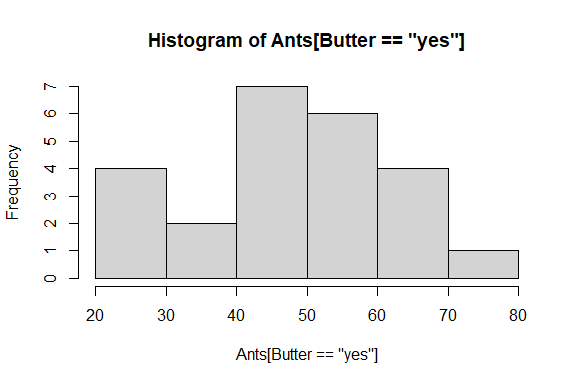 Histogram of Ants[Butter == "yes"]
Frequency
7
6
5
4
3
2
1
0
20 30 40 50 60 70 80
Ants[Butter == "yes"]